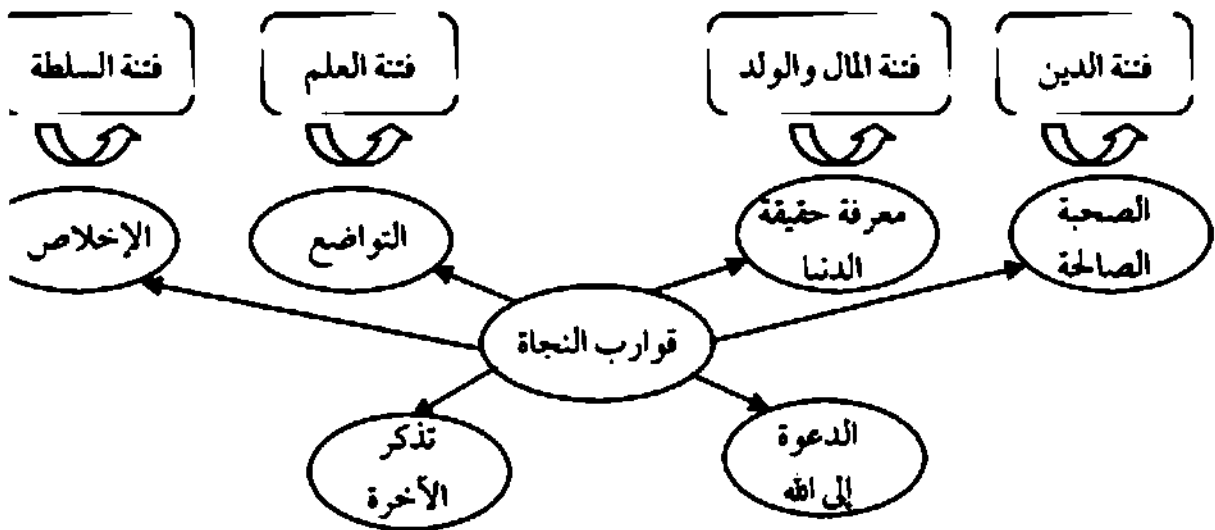 فتنة الدين
فتنة المال والولد
فتنة العلم
فتنة السلطة
الصحبة
الصالحة
معرفة حقيقة
الدنيا
التواضع
الإخلاص
قوارب النجاة
الدعوة
إلى الله
تذكر
الآخرة